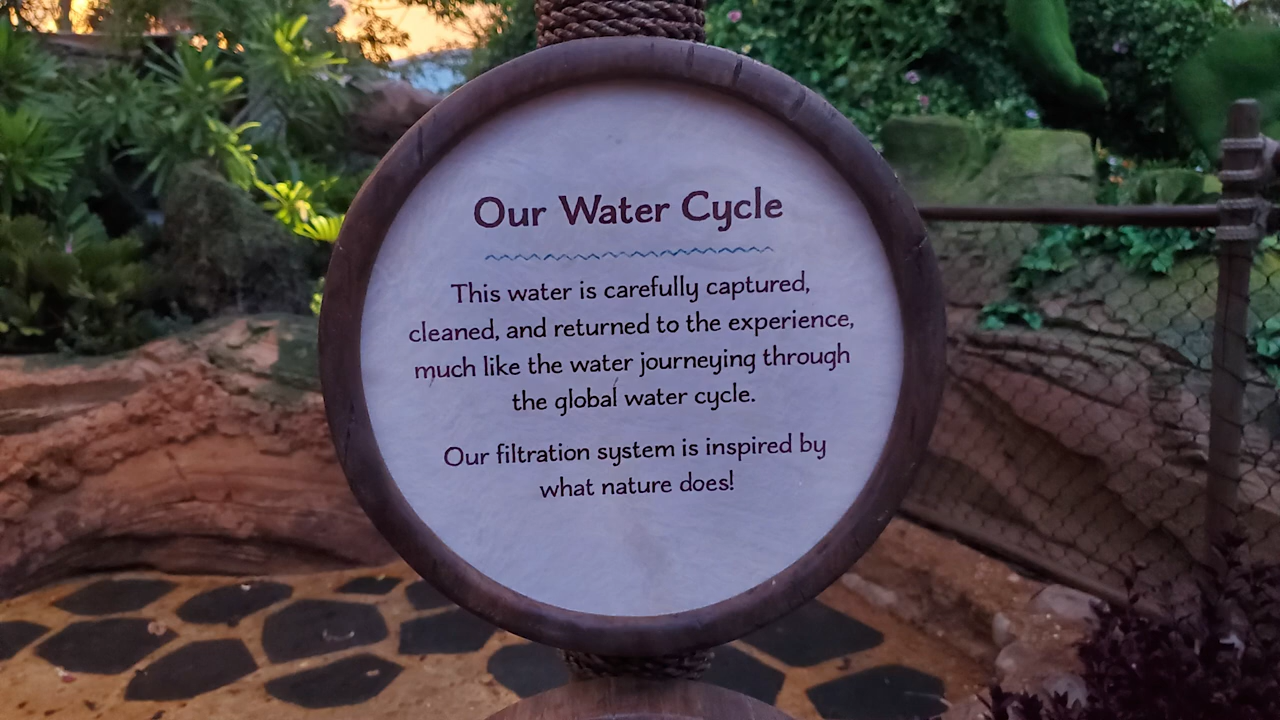 Our Water Cycle
This water is carefully captured,
cleaned, and returned to the experience,
much like the water journeying through
the global water cycle.
Our filtration system is inspired by
what nature does!